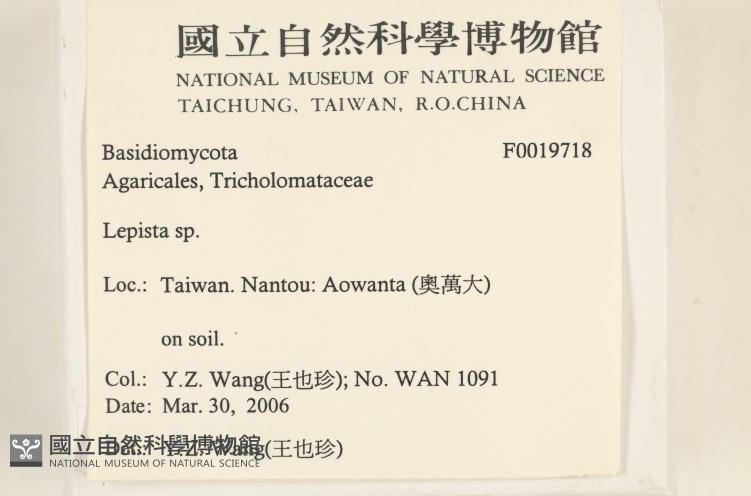 國立自然科學博物館
NATIONAL MUSEUM OF NATURAL SCIENCE
TAICHUNG, TAIWAN, R.O.CHINA
Basidiomycota F0019718
Agaricales, Tricholomataceae
Lepista sp.
Loc.: Taiwan. Nantou: Aowanta (奧萬大)
on soil.
Col.: Y.Z. Wang(王也珍); No. WAN 1091
Date: Mar. 30, 2006
Det.: Y.Z. Wang(王也珍)
國立自然科學博物館
NATIONAL MUSEUM OF NATURAL SCIENCE